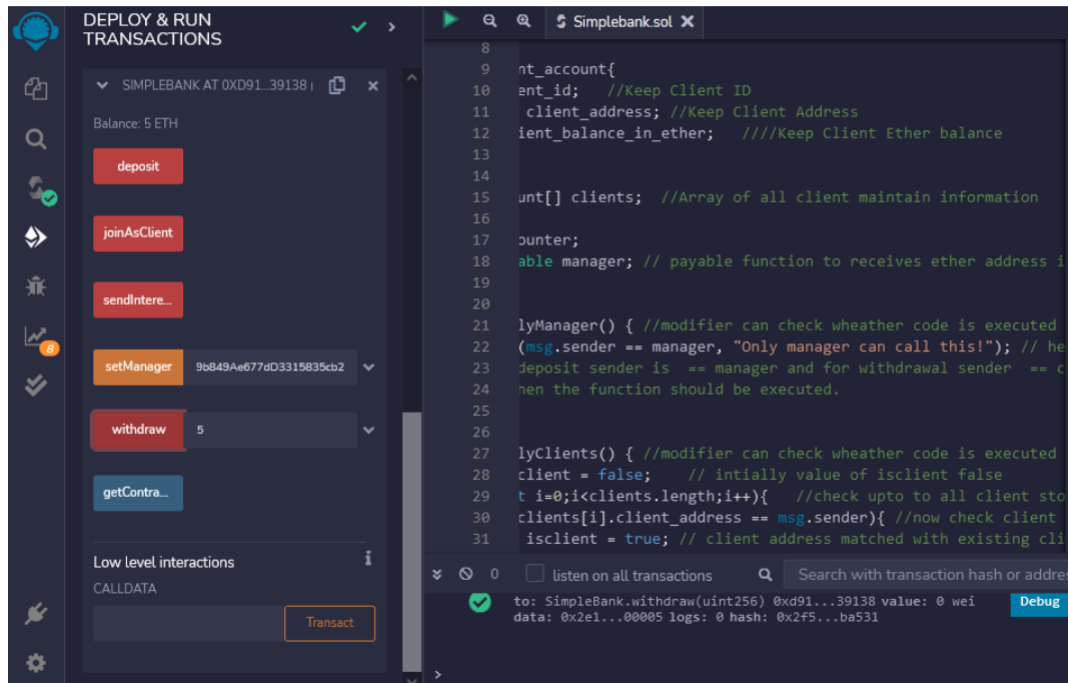 DEPLOY & RUN
TRANSACTIONS
SIMPLEBANK AT 0XD91...39138
Balance: 5 ETH
deposit
joinAsClient
sendIntere...
setManager 9b849Ae677dD3315835cb2
withdraw 5
getContra...
Low level interactions
i
CALLDATA
Transact
8
Simplebank.sol
8
9 nt_account{
10 ent_id; //Keep Client ID
11 client_address; //Keep Client Address
12 ient_balance_in_ether; ////Keep Client Ether balance
13
14
15 unt[] clients; //Array of all client maintain information
16
17 ounter;
18 able manager; // payable function to receives ether address i
19
20
21 lyManager() { //modifier can check wheather code is executed
22 (msg.sender == manager, "Only manager can call this!"); // he
23 deposit sender is == manager and for withdrawal sender == c
24 hen the function should be executed.
25
26
27 lyClients() { //modifier can check wheather code is executed
28 client = false; // intially value of isclient false
29 t i=0;i<clients.length;i++){ //check upto to all client sto
30 clients[i].client_address == msg.sender){ //now check client
31 isclient = true; // client address matched with existing cli
0 listen on all transactions Search with transaction hash or addre
to: SimpleBank.withdraw(uint256) 0xd91...39138 value: 0 wei Debug
data: 0x2e1...00005 logs: 0 hash: 0x2f5...ba531
>